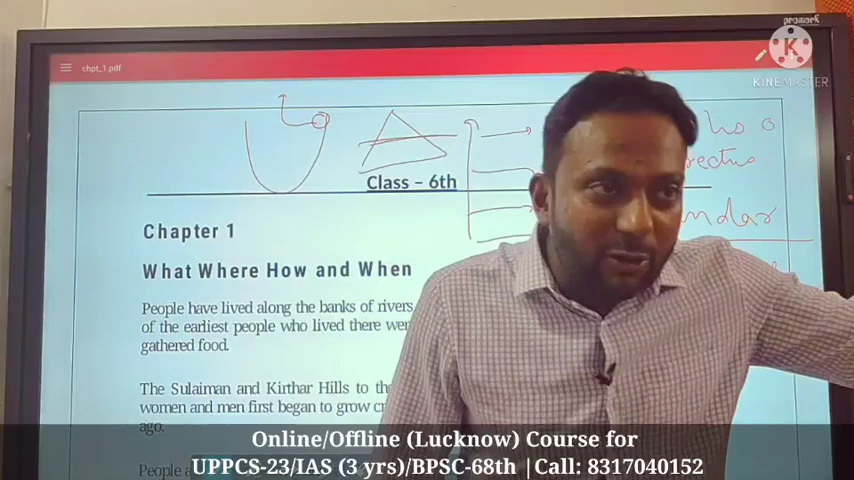 promark
chpt_1.pdf
K
KINEMASTER
Class – 6th
Chapter 1
What Where How and When
People have lived along the banks of rivers
of the earliest people who lived there wer
gathered food.
The Sulaiman and Kirthar Hills to the
women and men first began to grow cr
ago.
People a
Online/Offline (Lucknow) Course for
UPPCS-23/IAS (3 yrs)/BPSC-68th |Call: 8317040152